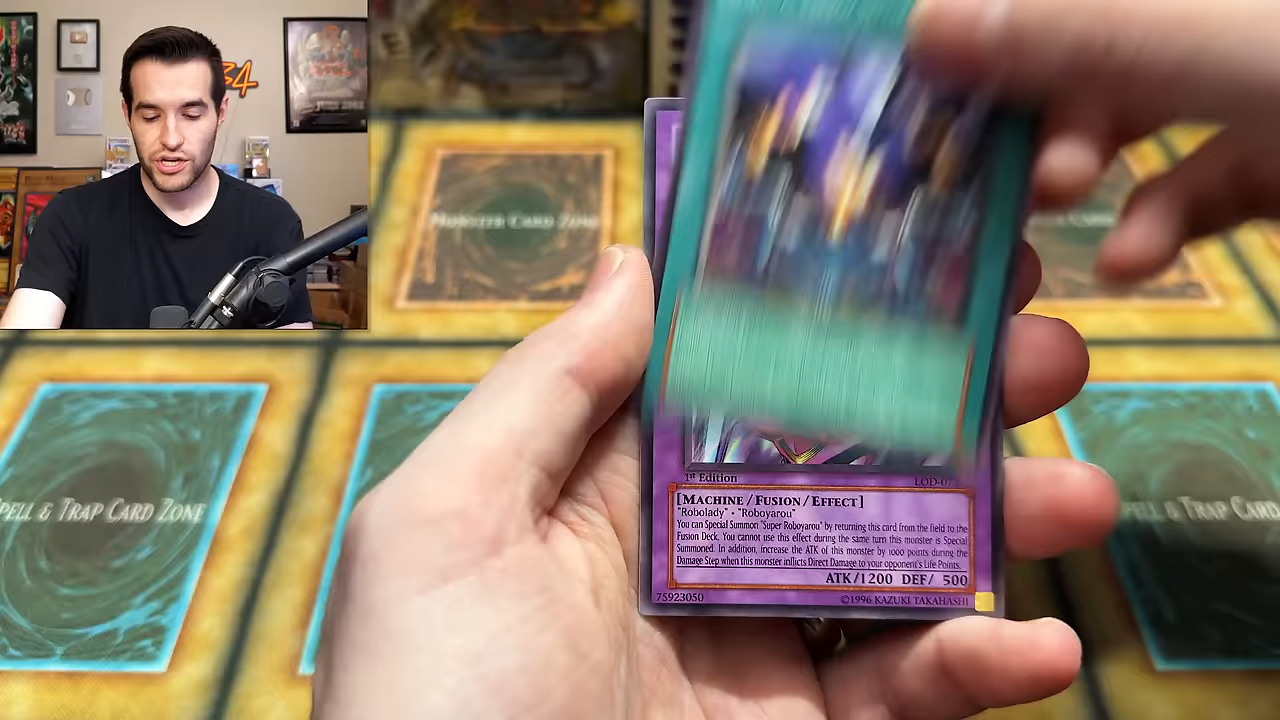 34
MONSTER CARD ZONE
SPELL & TRAP CARD ZONE
SPELL & TRAP CARD
1st Edition
LOD-0
[MACHINE/FUSION/EFFECT]
"Robolady" • "Roboyarou"
You can Special Summon "Super Roboyarou" by returning this card from the field to the
Fusion Deck. You cannot use this effect during the same turn this monster is Special
Summoned. In addition, increase the ATK of this monster by 1000 points during the
Damage Step when this monster inflicts Direct Damage to your opponent's Life Points.
ATK/1200 DEF/ 500
75923050
©1996 KAZUKI TAKAHASHI